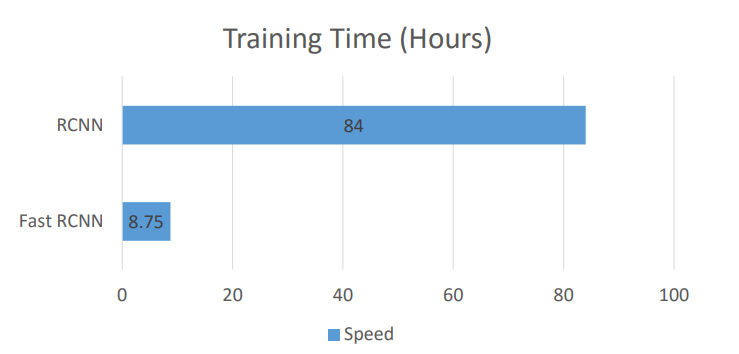 Training Time (Hours)
RCNN
84
Fast RCNN
8.75
0 20 40 60 80 100
Speed